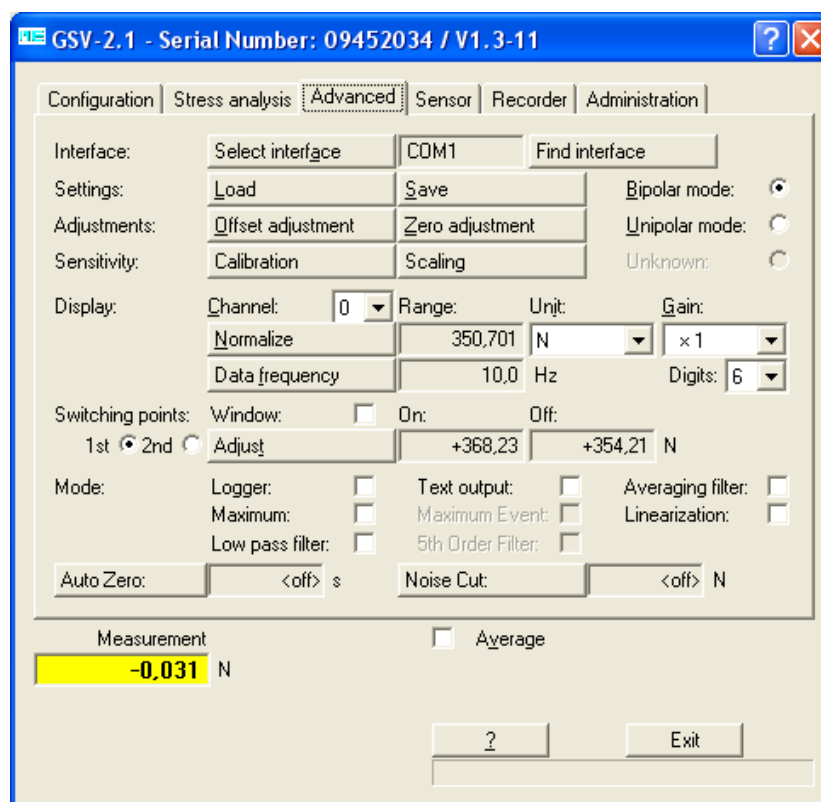 GSV-2.1 - Serial Number: 09452034 / V1.3-11 ? X
Configuration Stress analysis Advanced Sensor Recorder Administration
Interface: Select interface COM1 Find interface
Settings: Load Save Bipolar mode:
Adjustments: Offset adjustment Zero adjustment Unipolar mode:
Sensitivity: Calibration Scaling Unknown:
Display: Channel: 0 Range: Unit: Gain:
Normalize 350,701 N × 1
Data frequency 10,0 Hz Digits: 6
Switching points: Window: On: Off:
1st 2nd Adjust +368,23 +354,21 N
Mode: Logger: Text output: Averaging filter:
Maximum: Maximum Event: Linearization:
Low pass filter: 5th Order Filter:
Auto Zero: <off> s Noise Cut: <off> N
Measurement Average
-0,031 N
? Exit